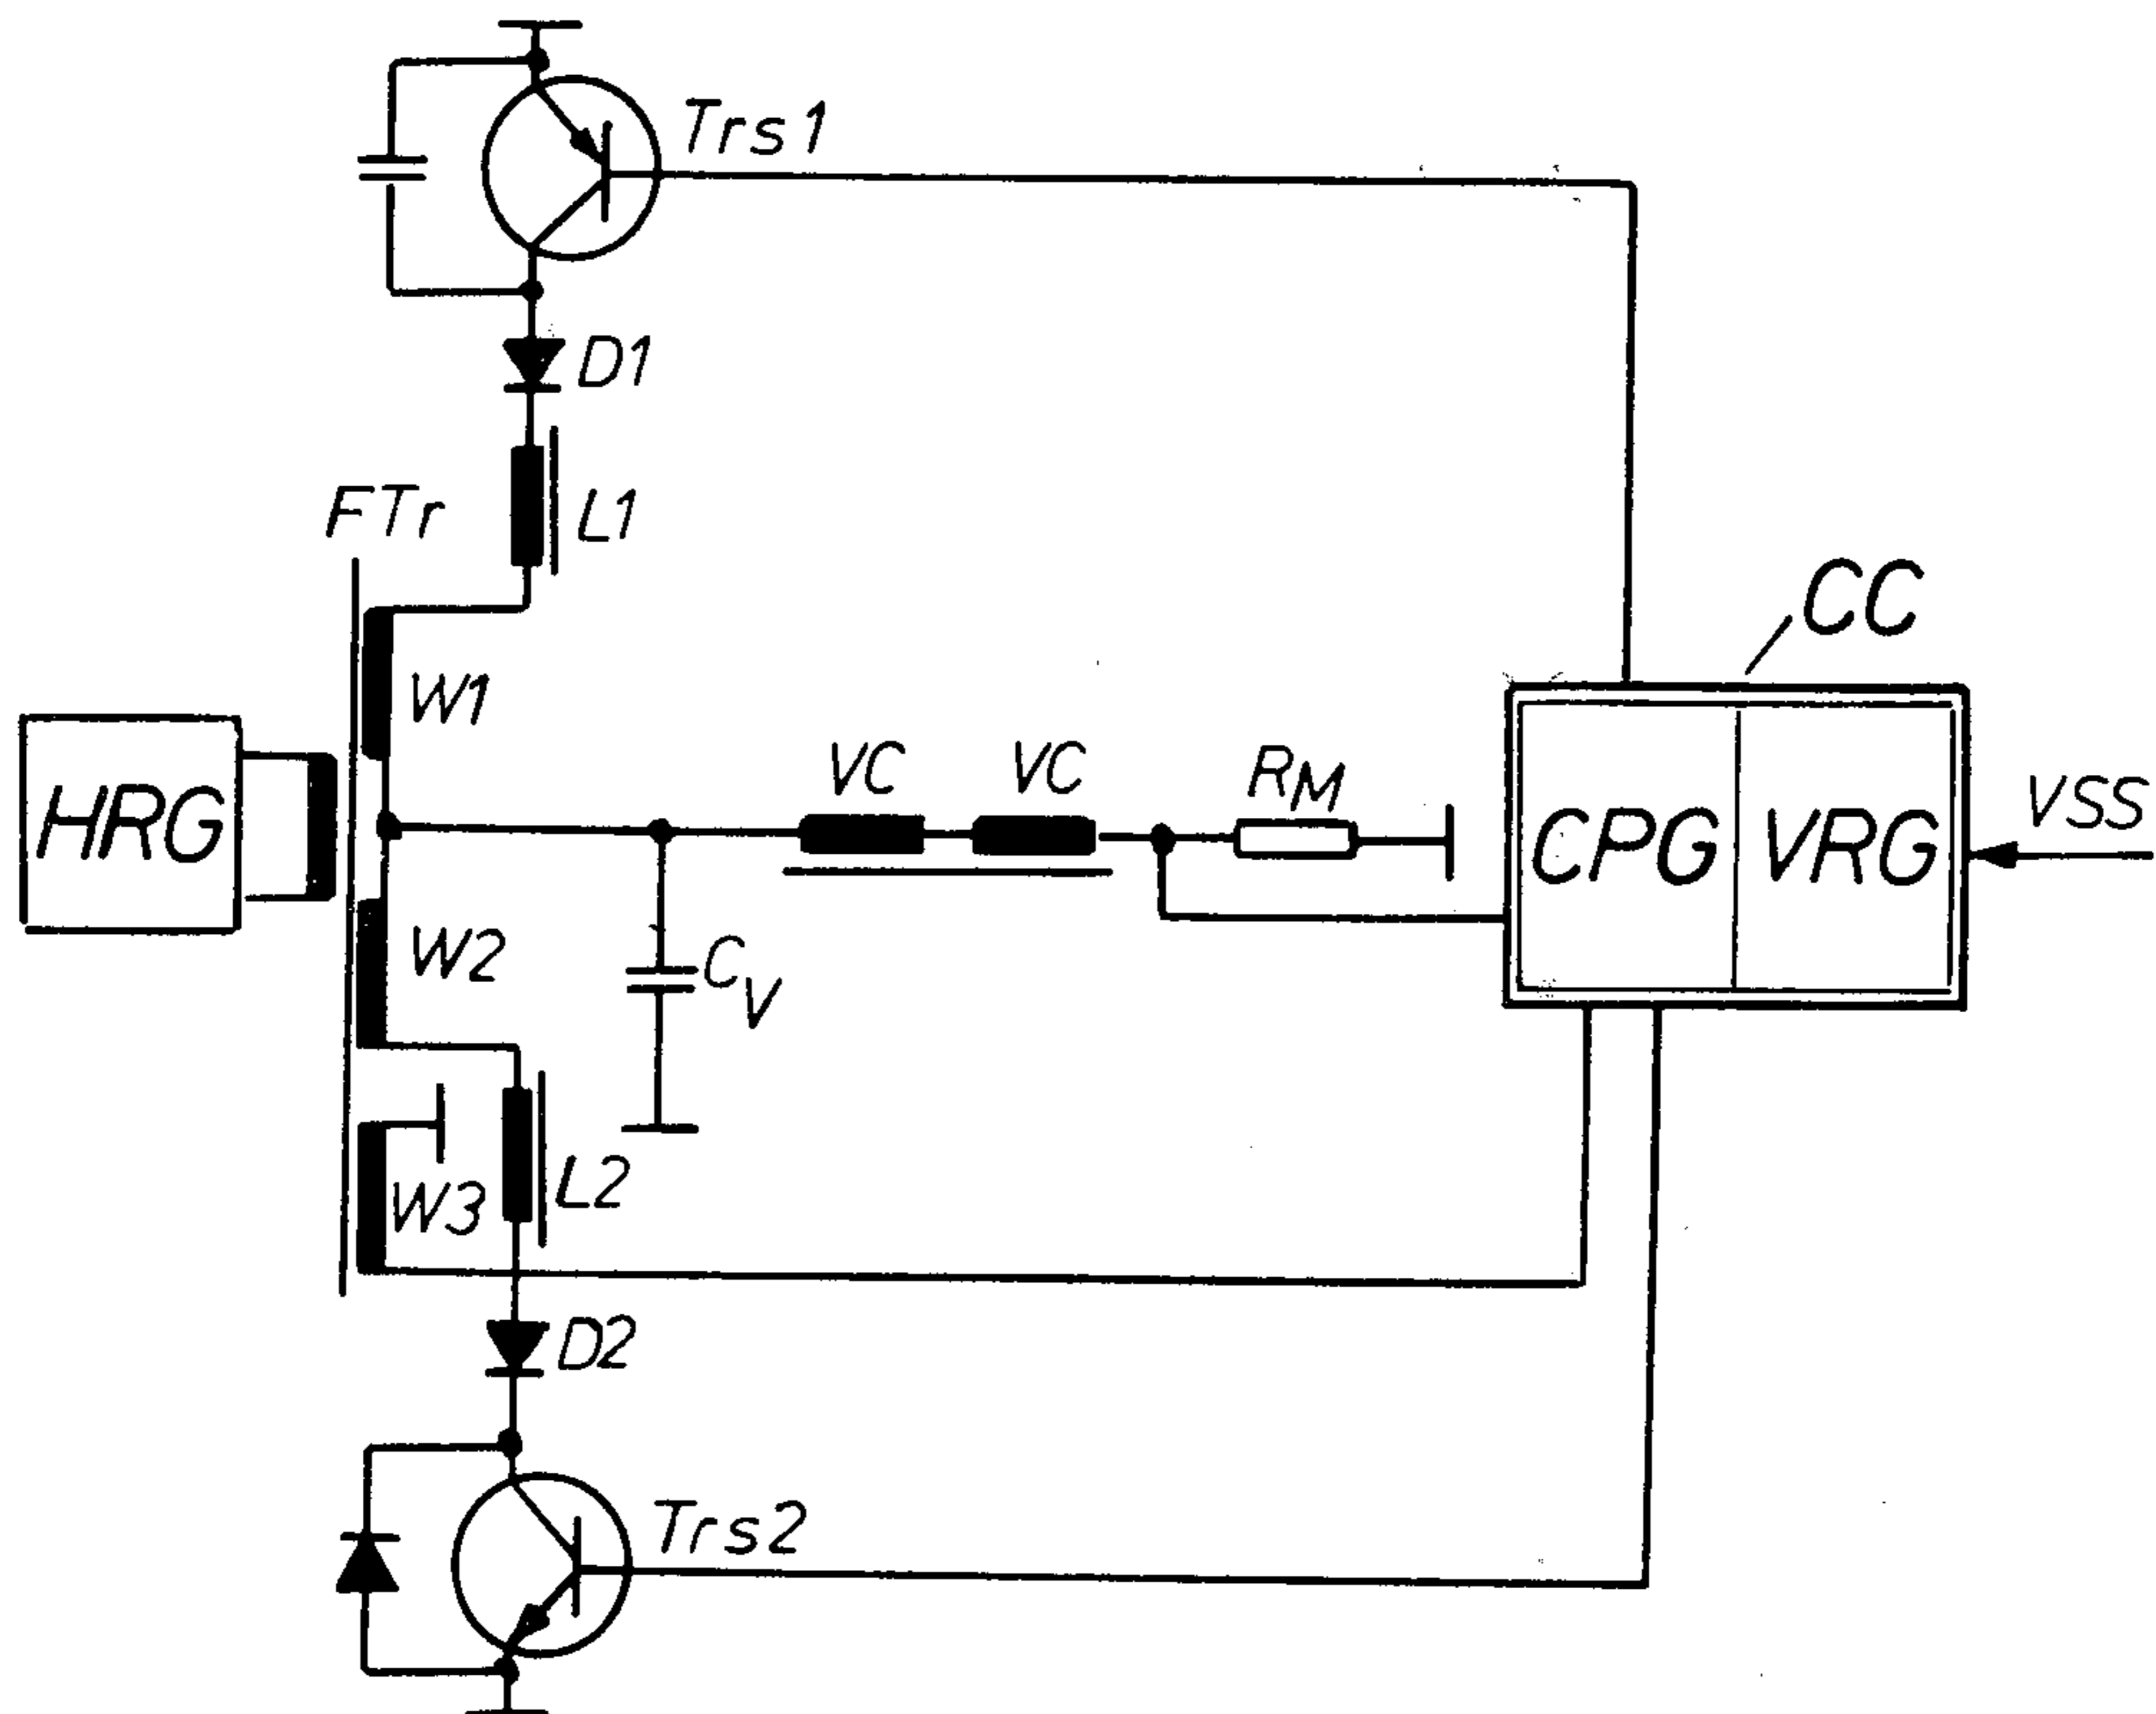 Trs1
D1
FTr
L1
CC
W1
HRG
VC
VC
RM
CPG
VRG
VSS
W2
CV
W3
L2
D2
Trs2